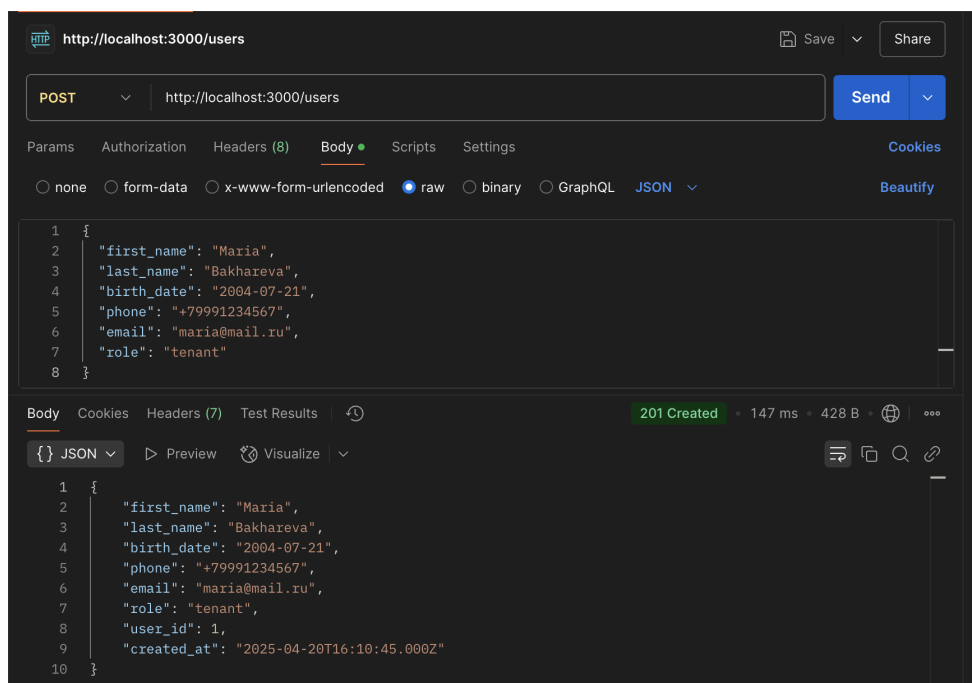 HTTP http://localhost:3000/users Save Share
POST http://localhost:3000/users Send
Params Authorization Headers (8) Body Scripts Settings Cookies
none form-data x-www-form-urlencoded raw binary GraphQL JSON Beautify
1 {
2 "first_name": "Maria",
3 "last_name": "Bakhareva",
4 "birth_date": "2004-07-21",
5 "phone": "+79991234567",
6 "email": "maria@mail.ru",
7 "role": "tenant"
8 }
Body Cookies Headers (7) Test Results 201 Created • 147 ms • 428 B •
{} JSON Preview Visualize
1 {
2 "first_name": "Maria",
3 "last_name": "Bakhareva",
4 "birth_date": "2004-07-21",
5 "phone": "+79991234567",
6 "email": "maria@mail.ru",
7 "role": "tenant",
8 "user_id": 1,
9 "created_at": "2025-04-20T16:10:45.000Z"
10 }